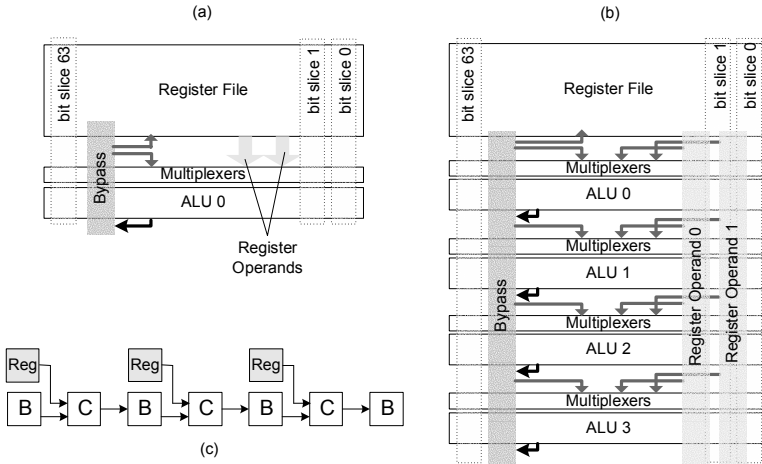 (a)
bit slice 63
bit slice 1
bit slice 0
Register File
Bypass
Multiplexers
ALU 0
Register
Operands
(b)
bit slice 63
bit slice 1
bit slice 0
Register File
Multiplexers
ALU 0
Multiplexers
ALU 1
Multiplexers
ALU 2
Multiplexers
ALU 3
Bypass
Register Operand 0
Register Operand 1
Reg
Reg
Reg
B
C
B
C
B
C
B
(c)